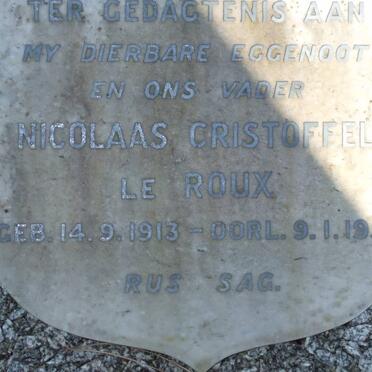 TER GEDAGTENIS AAN
MY DIERBARE EGGENOOT
EN ONS VADER
NICOLAAS CRISTOFFEL
LE ROUX
GEB. 14.9.1913 – OORL. 9.1.19
RUS SAG.